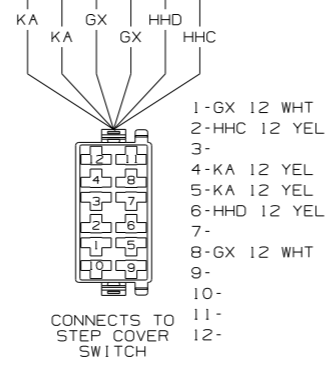 KA GX HHD
KA GX HHC
12 11
4 8
3 7
2 6
1 5
10 9
1-GX 12 WHT
2-HHC 12 YEL
3-
4-KA 12 YEL
5-KA 12 YEL
6-HHD 12 YEL
7-
8-GX 12 WHT
9-
10-
11-
12-
CONNECTS TO
STEP COVER
SWITCH